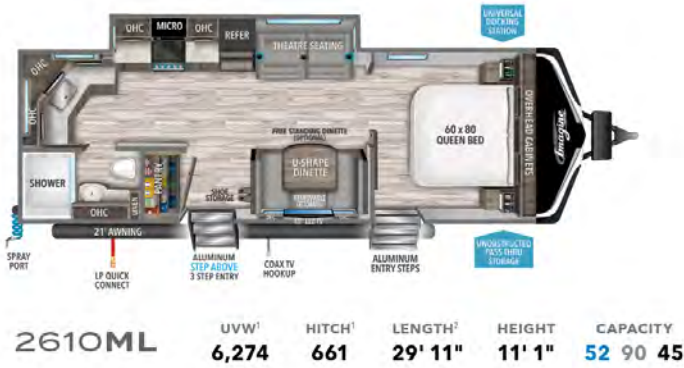 UNIVERSAL
DOCKING
STATION
OHC
MICRO
OHC
REFER
THEATRE SEATING
OHC
OHC
FREE STANDING DINETTE
(OPTIONAL)
U-SHAPE
DINETTE
60 x 80
QUEEN BED
OVERHEAD CABINETS
Imagine
SHOWER
PANTRY
LINEN
SHOE
STORAGE
OHC
21' AWNING
SPRAY
PORT
LP QUICK
CONNECT
ALUMINUM
STEP ABOVE
3 STEP ENTRY
COAX TV
HOOKUP
ALUMINUM
ENTRY STEPS
UNOBSTRUCTED
PASS THRU
STORAGE
2610ML
UVW¹ HITCH¹ LENGTH² HEIGHT CAPACITY
6,274 661 29' 11" 11' 1" 52 90 45